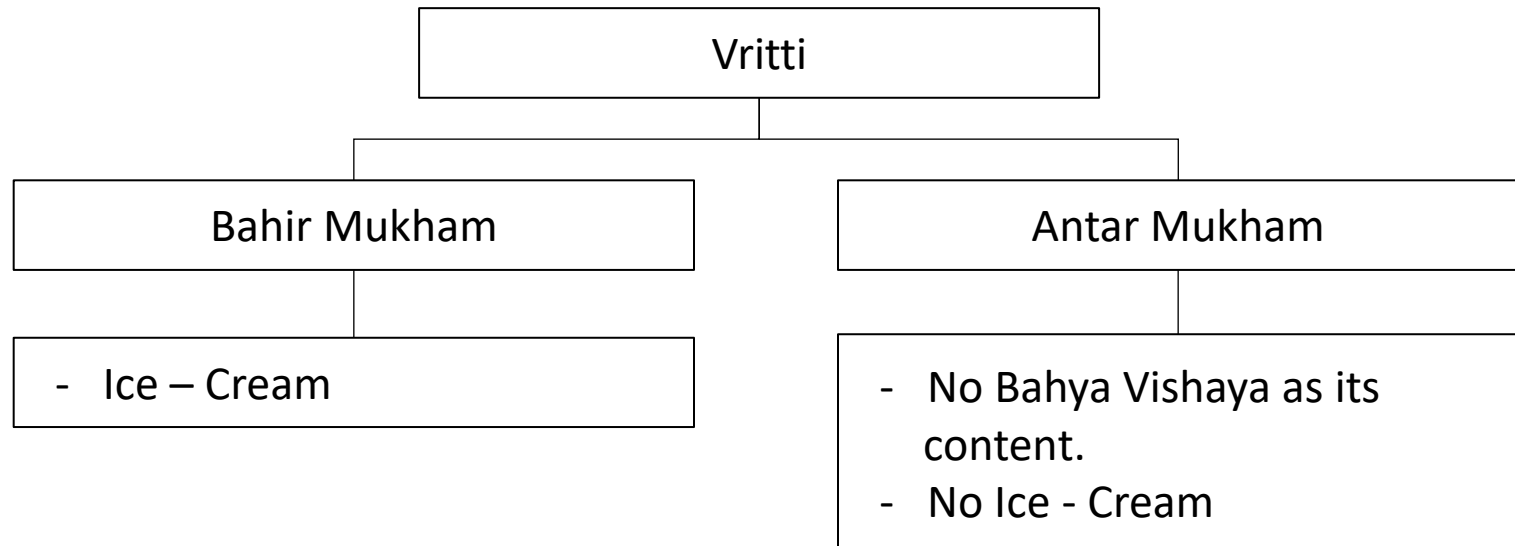 Vritti
Bahir Mukham
Antar Mukham
- Ice – Cream
- No Bahya Vishaya as its
content.
- No Ice - Cream